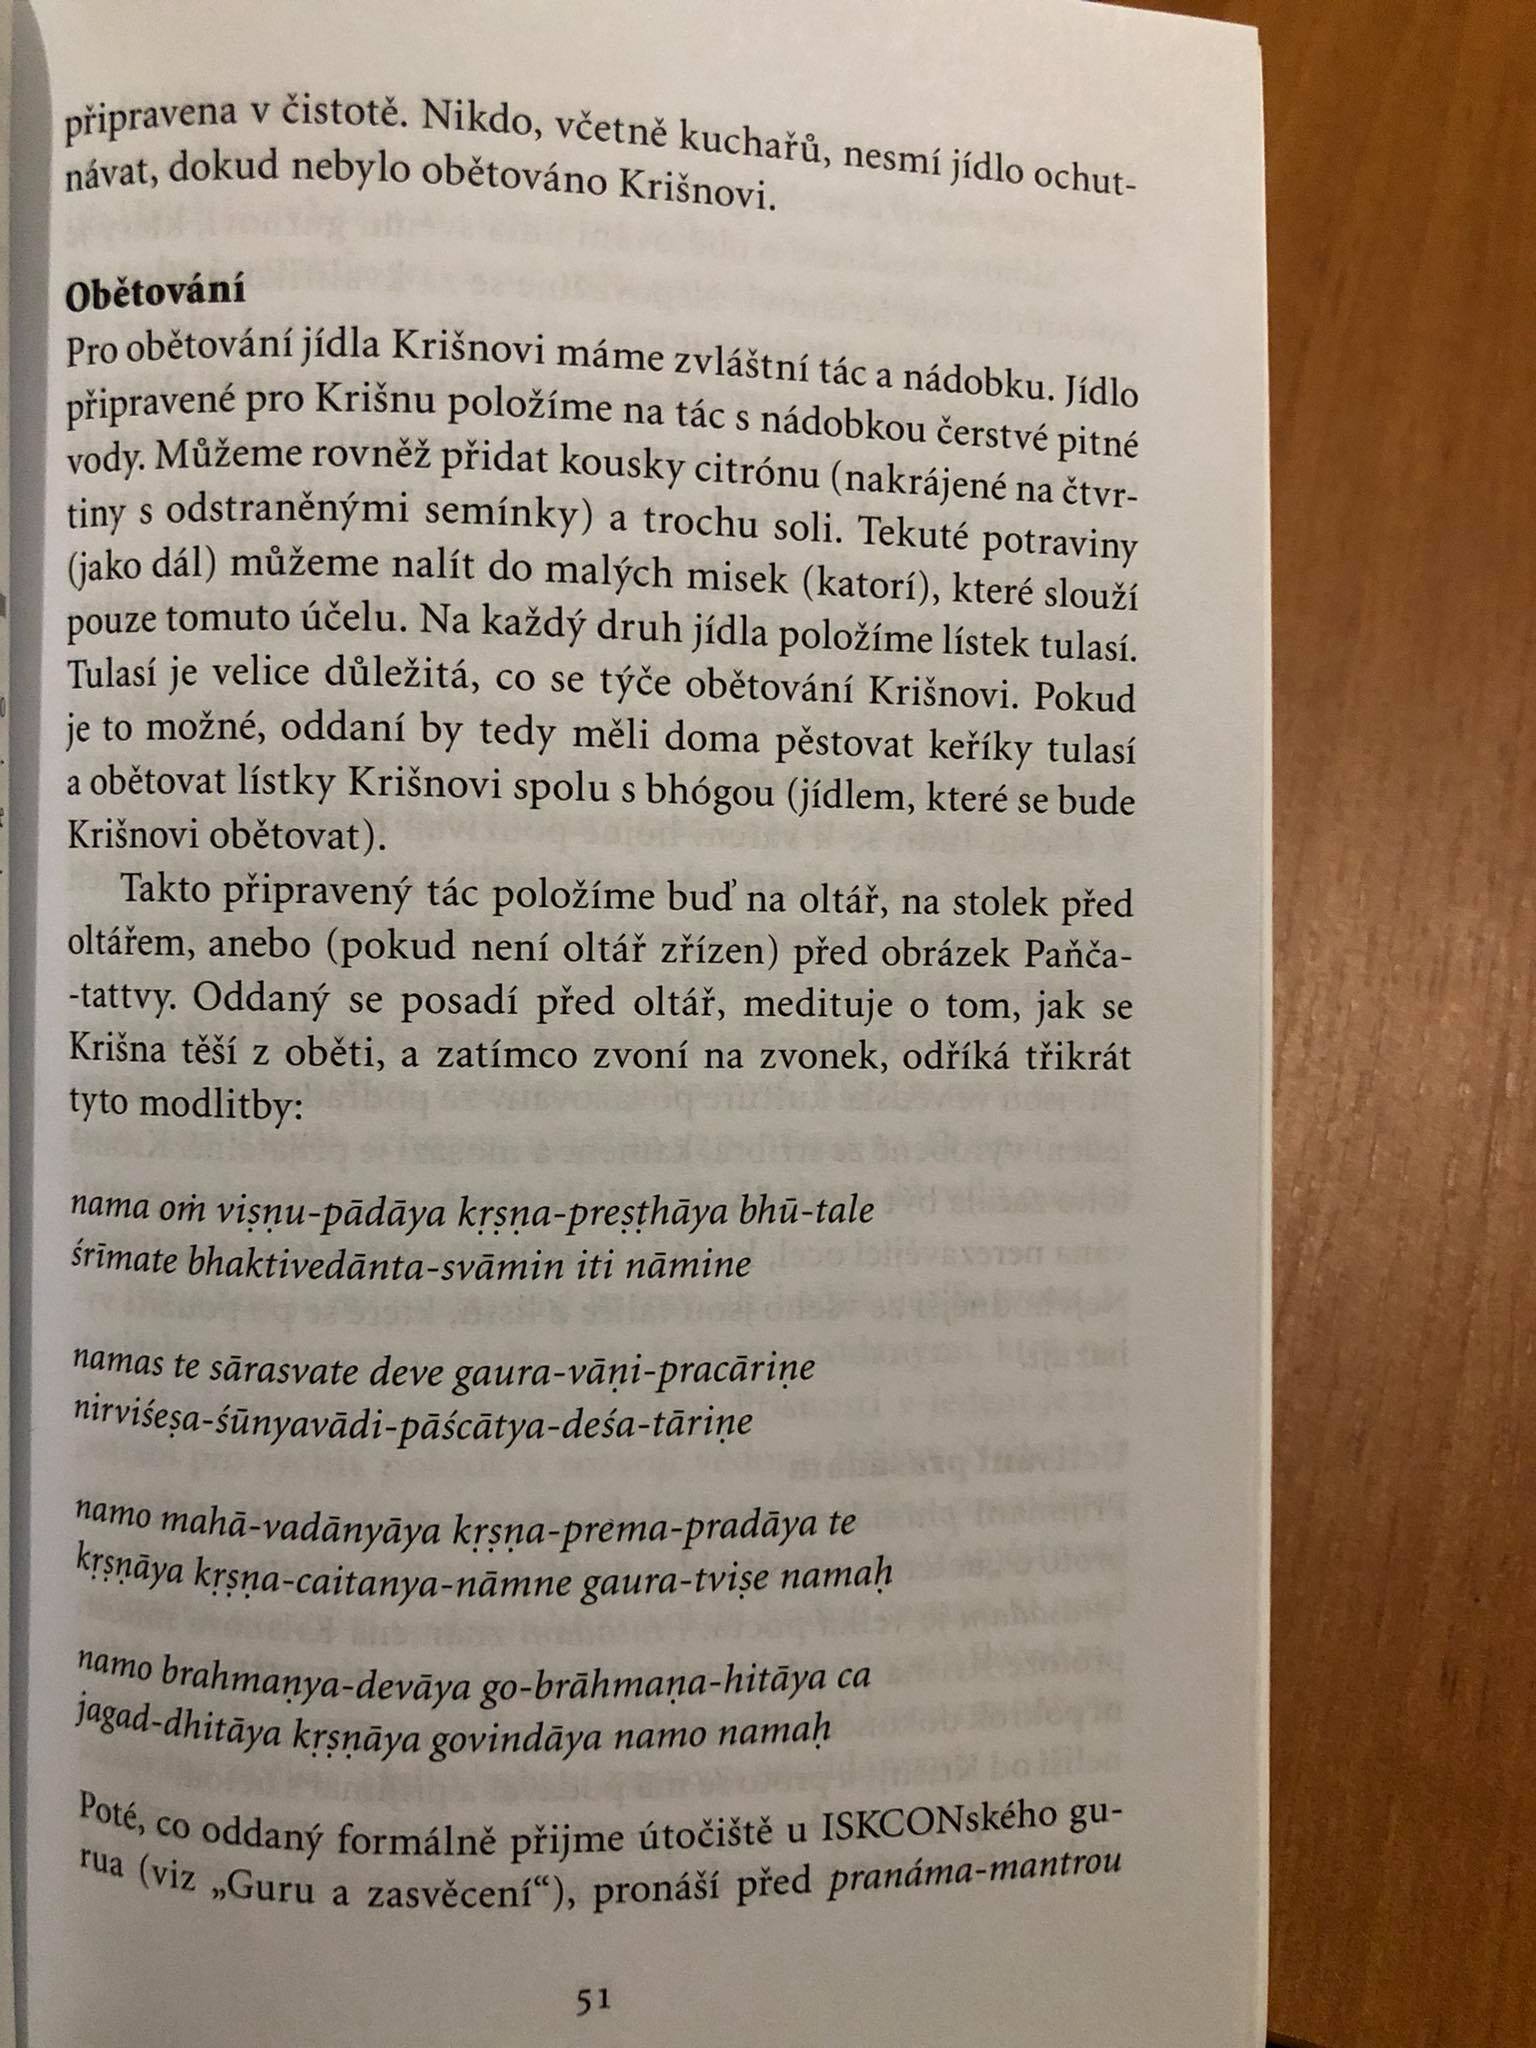 připravena v čistotě. Nikdo, včetně kuchařů, nesmí jídlo ochut-
návat, dokud nebylo obětováno Krišnovi.
Obětování
Pro obětování jídla Krišnovi máme zvláštní tác a nádobku. Jídlo
připravené pro Krišnu položíme na tác s nádobkou čerstvé pitné
vody. Můžeme rovněž přidat kousky citrónu (nakrájené na čtvr-
tiny s odstraněnými semínky) a trochu soli. Tekuté potraviny
(jako dál) můžeme nalít do malých misek (katorí), které slouží
pouze tomuto účelu. Na každý druh jídla položíme lístek tulasí.
Tulasí je velice důležitá, co se týče obětování Krišnovi. Pokud
je to možné, oddaní by tedy měli doma pěstovat keříky tulasí
a obětovat lístky Krišnovi spolu s bhógou (jídlem, které se bude
Krišnovi obětovat).
Takto připravený tác položíme buď na oltář, na stolek před
oltářem, anebo (pokud není oltář zřízen) před obrázek Paňča-
-tattvy. Oddaný se posadí před oltář, medituje o tom, jak se
Krišna těší z oběti, a zatímco zvoní na zvonek, odříká třikrát
tyto modlitby:
nama oṁ viṣṇu-pādāya kṛṣṇa-preṣṭhāya bhū-tale
śrīmate bhaktivedānta-svāmin iti nāmine
namas te sārasvate deve gaura-vāṇi-pracāriṇe
nirviśeṣa-śūnyavādi-pāścātya-deśa-tāriṇe
namo mahā-vadānyāya kṛṣṇa-prema-pradāya te
kṛṣṇāya kṛṣṇa-caitanya-nāmne gaura-tviṣe namaḥ
namo brahmaṇya-devāya go-brāhmaṇa-hitāya ca
jagad-dhitāya kṛṣṇāya govindāya namo namaḥ
Poté, co oddaný formálně přijme útočiště u ISKCONského gu-
rua (viz „Guru a zasvěcení“), pronáší před pranáma-mantrou
51